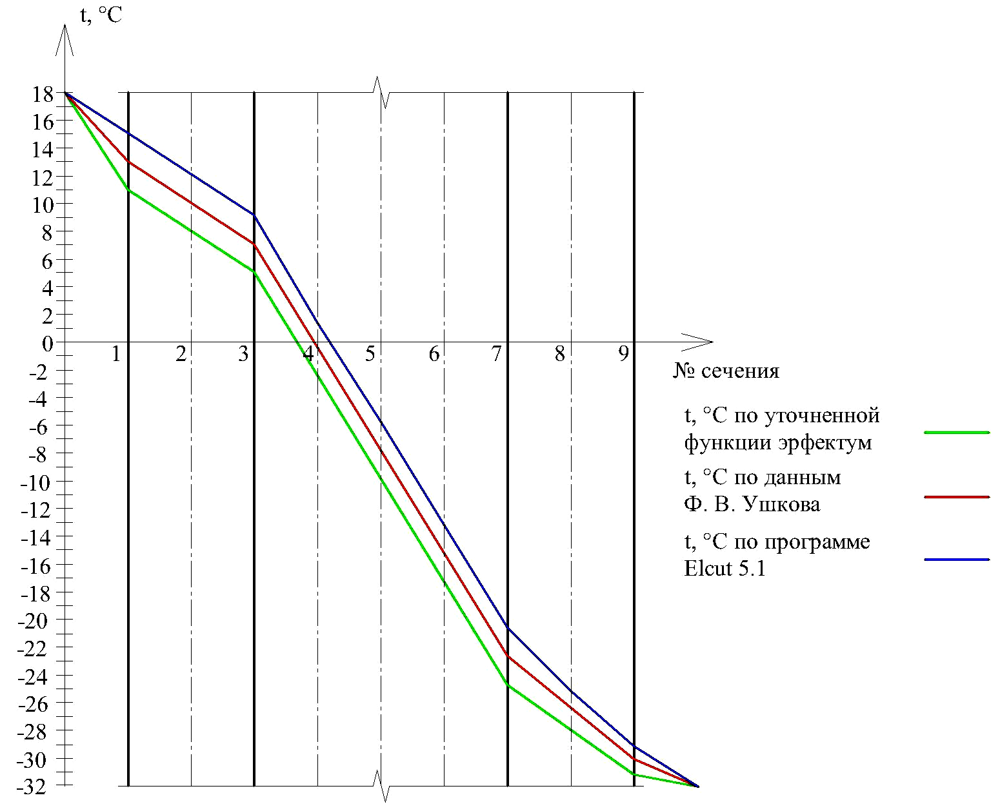 t, °C
18
16
14
12
10
8
6
4
2
0
1 2 3 4 5 6 7 8 9
-2
-4
-6
-8
-10
-12
-14
-16
-18
-20
-22
-24
-26
-28
-30
-32
№ сечения
t, °C по уточненной
функции эрфектум
t, °C по данным
Ф. В. Ушкова
t, °C по программе
Elcut 5.1